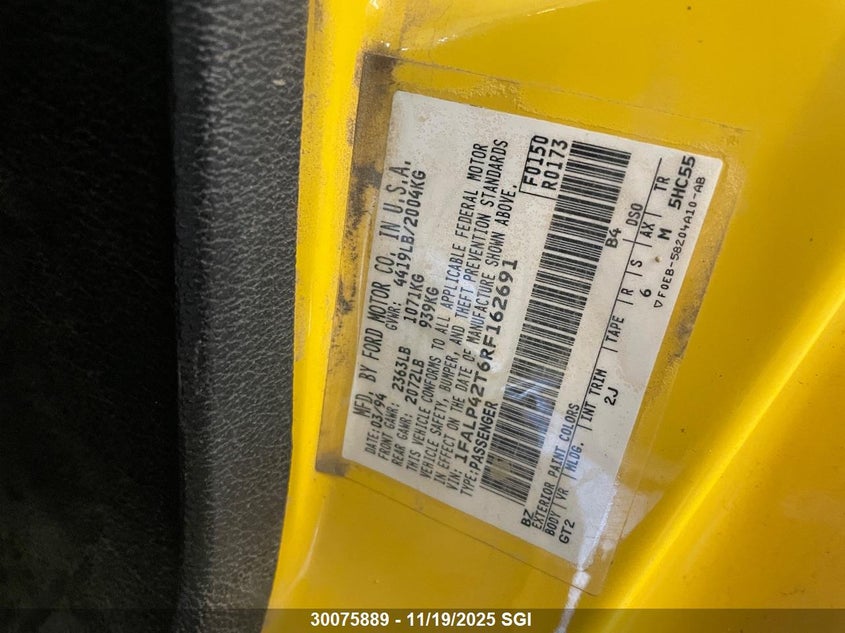 MFD. BY FORD MOTOR CO. IN U.S.A.
DATE: 03/94 GVWR: 4419LB/2004KG
FRONT GAWR: 2363LB 1071KG
REAR GAWR: 2072LB 939KG
THIS VEHICLE CONFORMS TO ALL APPLICABLE FEDERAL MOTOR
VEHICLE SAFETY, BUMPER, AND THEFT PREVENTION STANDARDS
IN EFFECT ON THE DATE OF MANUFACTURE SHOWN ABOVE.
VIN: 1FALP42T6RF162691
TYPE: PASSENGER
F0150
R0173
BZ B4
EXTERIOR PAINT COLORS DSO
BODY VR MLDG. INT TRIM TAPE R S AX TR
GT2 2J 6 M 5HC55
▽F0EB-58204A10-AB
30075889 - 11/19/2025 SGI